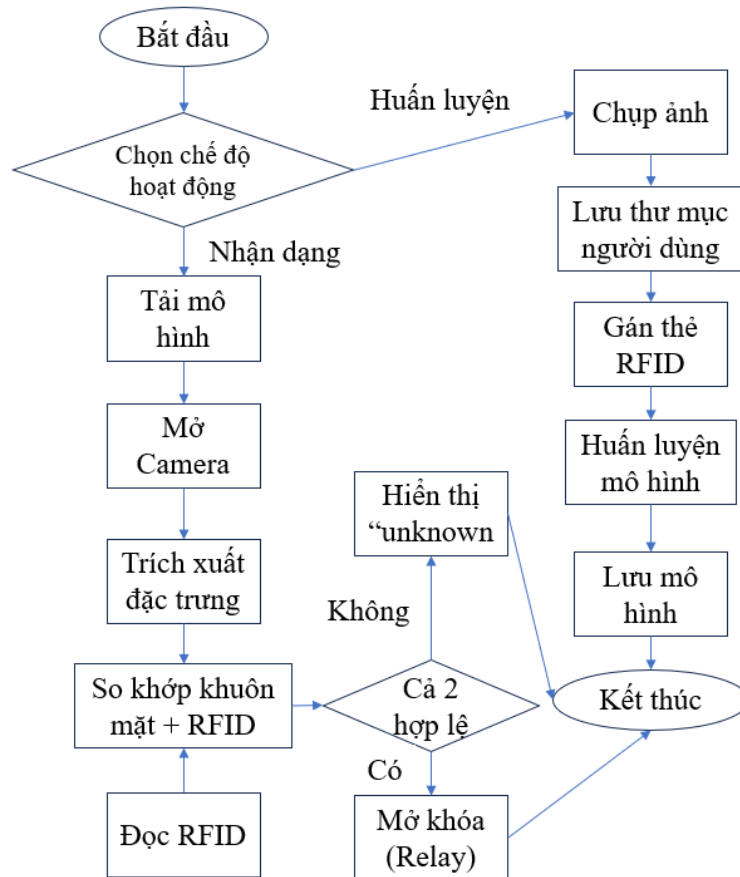 Bắt đầu
Huấn luyện
Chụp ảnh
Chọn chế độ
hoạt động
Lưu thư mục
người dùng
Nhận dạng
Tải mô
hình
Gán thẻ
RFID
Mở
Camera
Huấn luyện
mô hình
Hiển thị
“unknown
Trích xuất
đặc trưng
Lưu mô
hình
Không
So khớp khuôn
mặt + RFID
Cả 2
hợp lệ
Kết thúc
Có
Đọc RFID
Mở khóa
(Relay)